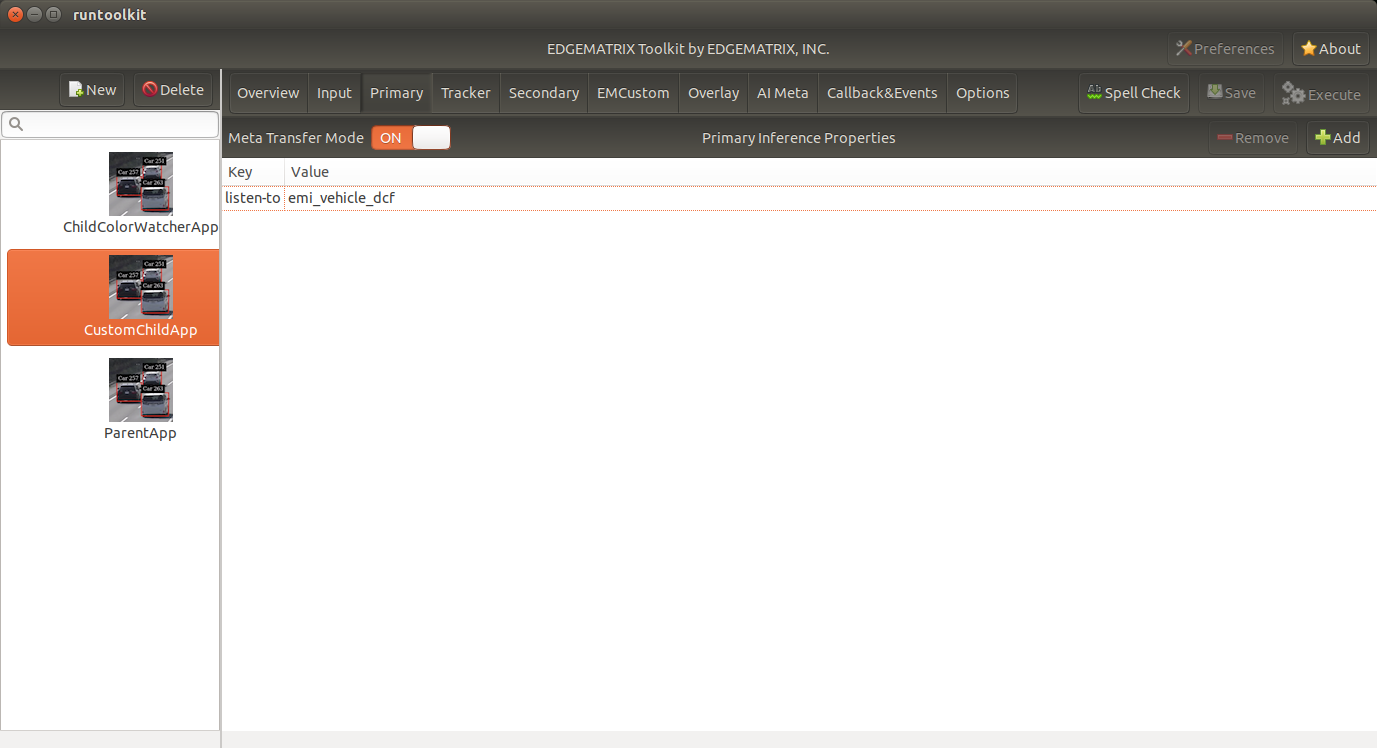 runtoolkit
EDGEMATRIX Toolkit by EDGEMATRIX, INC.
Preferences
About
New
Delete
Overview
Input
Primary
Tracker
Secondary
EMCustom
Overlay
AI Meta
Callback&Events
Options
Spell Check
Save
Execute
Meta Transfer Mode
ON
Primary Inference Properties
Remove
Add
Key
Value
listen-to
emi_vehicle_dcf
Car 251
Car 257
Car 263
ChildColorWatcherApp
Car 251
Car 257
Car 263
CustomChildApp
Car 251
Car 257
Car 263
ParentApp